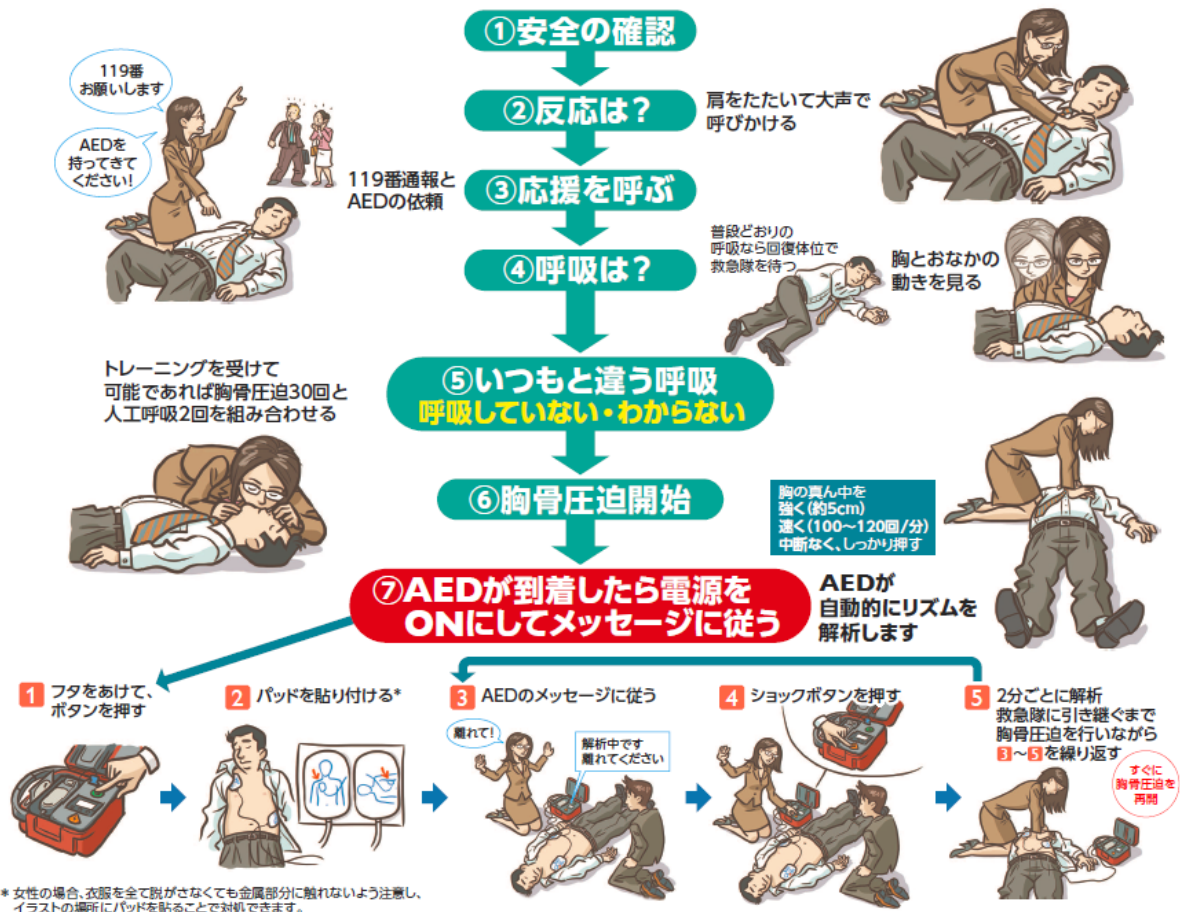 ①安全の確認
119番
お願いします
AEDを
持ってきて
ください!
②反応は?
肩をたたいて大声で
呼びかける
119番通報と
AEDの依頼
③応援を呼ぶ
④呼吸は?
普段どおりの
呼吸なら回復体位で
救急隊を待つ
胸とおなかの
動きを見る
トレーニングを受けて
可能であれば胸骨圧迫30回と
人工呼吸2回を組み合わせる
⑤いつもと違う呼吸
呼吸していない・わからない
⑥胸骨圧迫開始
胸の真ん中を
強く(約5cm)
速く(100~120回/分)
中断なく、しっかり押す
⑦AEDが到着したら電源を
ONにしてメッセージに従う
AEDが
自動的にリズムを
解析します
1 フタをあけて、
ボタンを押す
2 パッドを貼り付ける*
3 AEDのメッセージに従う
離れて!
解析中です
離れてください
4 ショックボタンを押す
5 2分ごとに解析
救急隊に引き継ぐまで
胸骨圧迫を行いながら
3~5を繰り返す
すぐに
胸骨圧迫を
再開
* 女性の場合、衣服を全て脱がさなくても金属部分に触れないよう注意し、
イラストの場所にパッドを貼ることで対処できます。